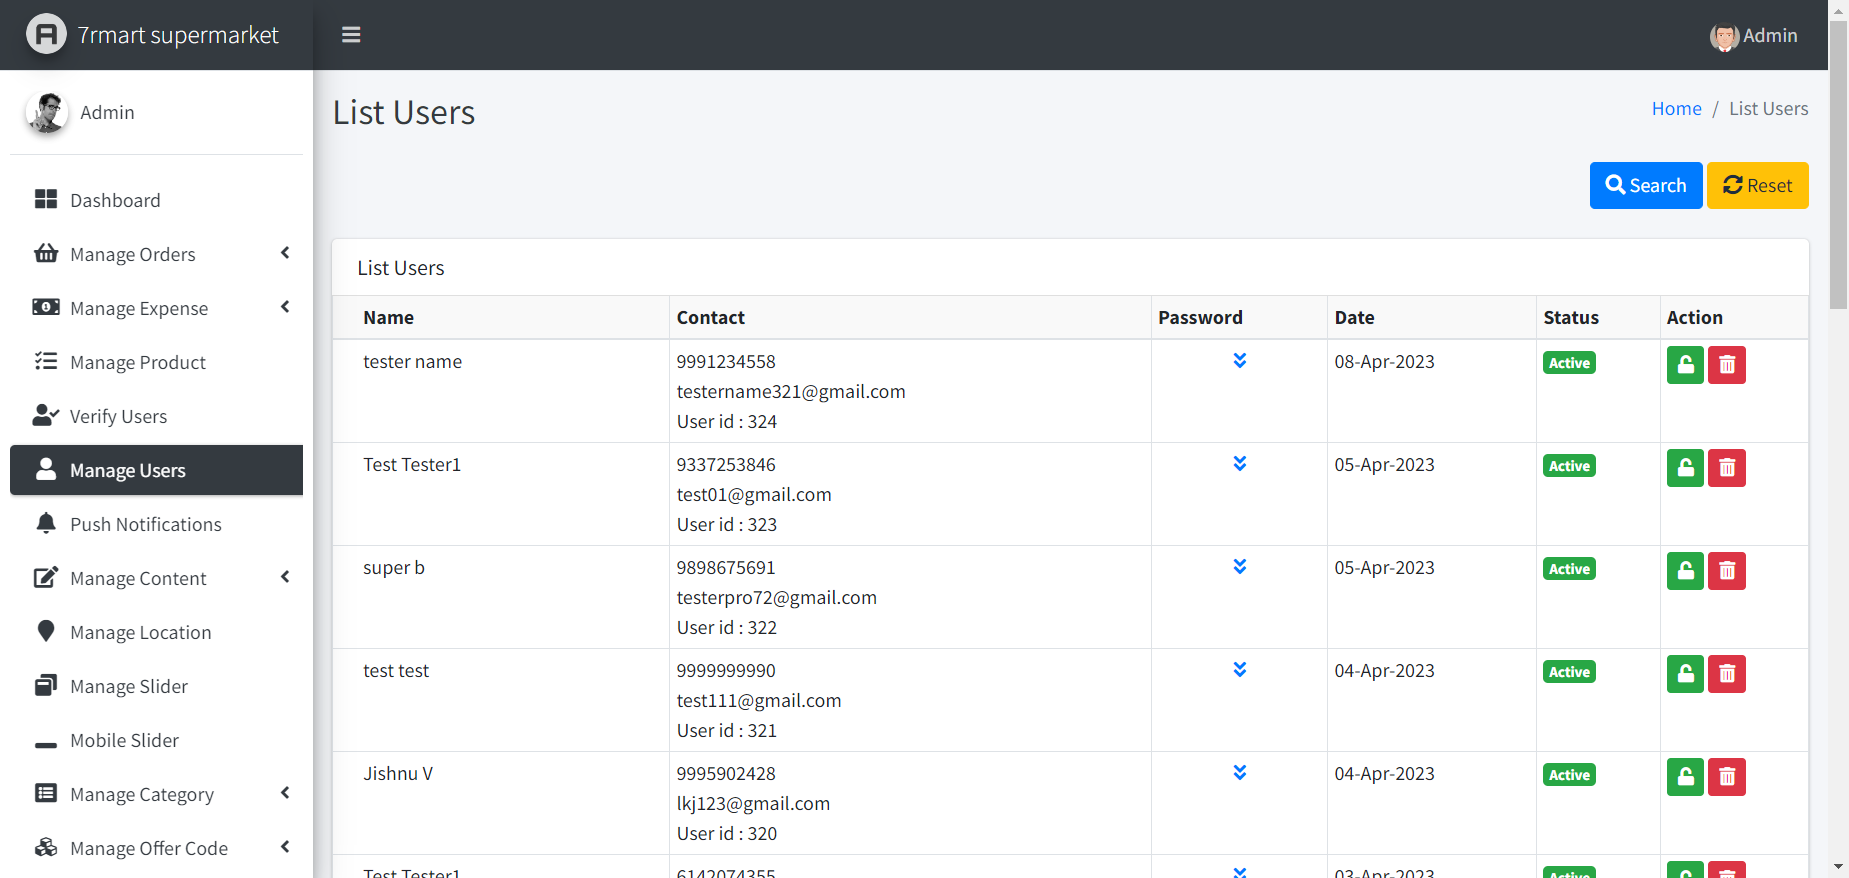 7rmart supermarket
Admin
Admin
Dashboard
Manage Orders
Manage Expense
Manage Product
Verify Users
Manage Users
Push Notifications
Manage Content
Manage Location
Manage Slider
Mobile Slider
Manage Category
Manage Offer Code
List Users
Home / List Users
Search Reset
List Users
Name Contact Password Date Status Action
tester name 9991234558 08-Apr-2023 Active
testername321@gmail.com
User id : 324
Test Tester1 9337253846 05-Apr-2023 Active
test01@gmail.com
User id : 323
super b 9898675691 05-Apr-2023 Active
testerpro72@gmail.com
User id : 322
test test 9999999990 04-Apr-2023 Active
test111@gmail.com
User id : 321
Jishnu V 9995902428 04-Apr-2023 Active
lkj123@gmail.com
User id : 320
Test Tester1 6142074355 03-Apr-2023 Active